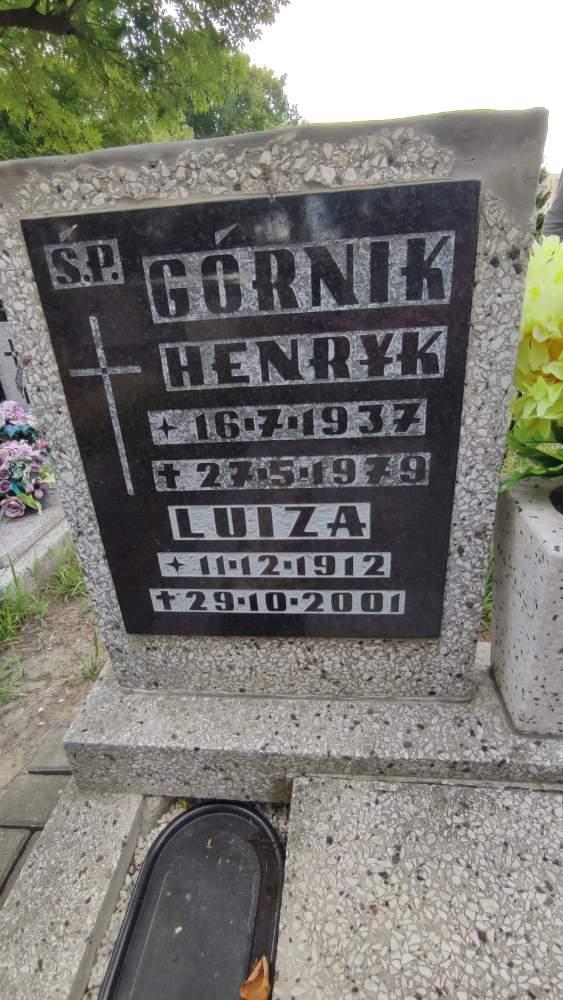 Ś.P.
GÓRNIK
HENRYK
16·7·1937
27·5·1979
LUIZA
11·12·1912
29·10·2001